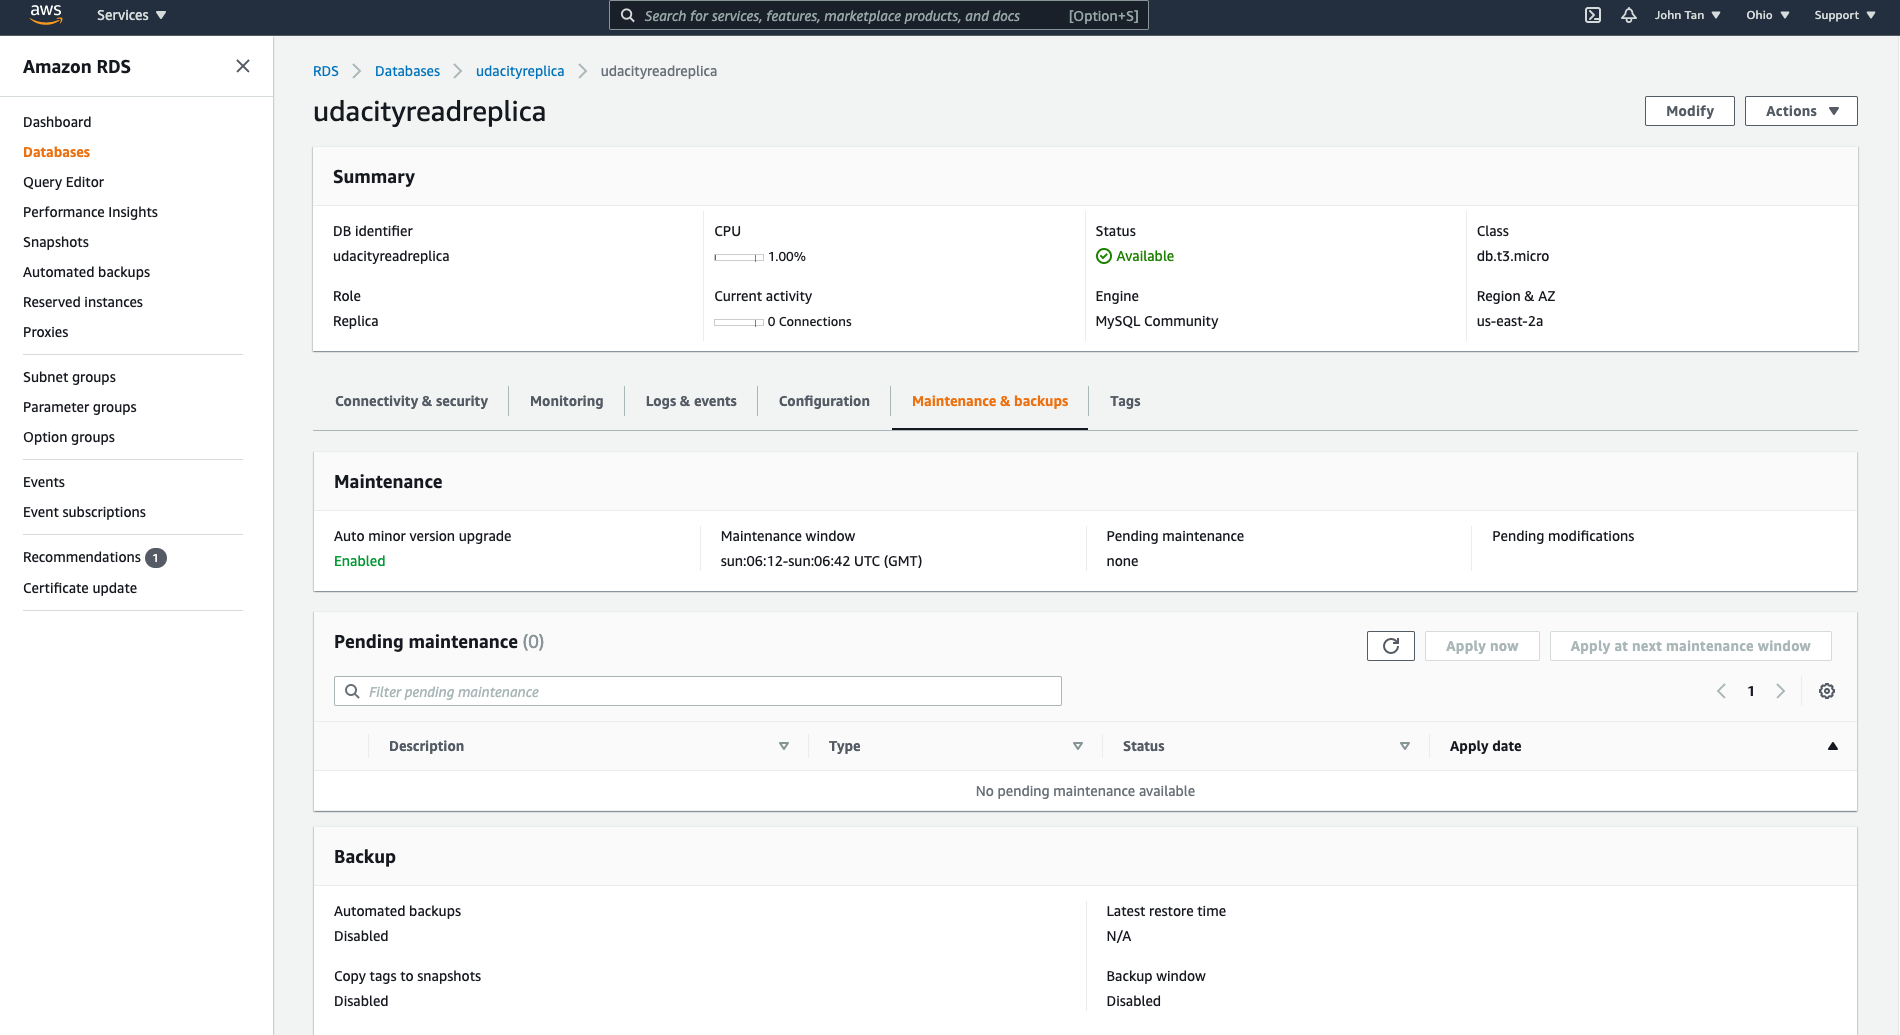 aws
Services
Search for services, features, marketplace products, and docs [Option+S]
John Tan
Ohio
Support
Amazon RDS
Dashboard
Databases
Query Editor
Performance Insights
Snapshots
Automated backups
Reserved instances
Proxies
Subnet groups
Parameter groups
Option groups
Events
Event subscriptions
Recommendations 1
Certificate update
RDS Databases udacityreplica udacityreadreplica
udacityreadreplica
Modify
Actions
Summary
DB identifier
udacityreadreplica
CPU
1.00%
Status
Available
Class
db.t3.micro
Role
Replica
Current activity
0 Connections
Engine
MySQL Community
Region & AZ
us-east-2a
Connectivity & security
Monitoring
Logs & events
Configuration
Maintenance & backups
Tags
Maintenance
Auto minor version upgrade
Enabled
Maintenance window
sun:06:12-sun:06:42 UTC (GMT)
Pending maintenance
none
Pending modifications
Pending maintenance (0)
Apply now
Apply at next maintenance window
Filter pending maintenance
1
Description
Type
Status
Apply date
No pending maintenance available
Backup
Automated backups
Disabled
Latest restore time
N/A
Copy tags to snapshots
Disabled
Backup window
Disabled